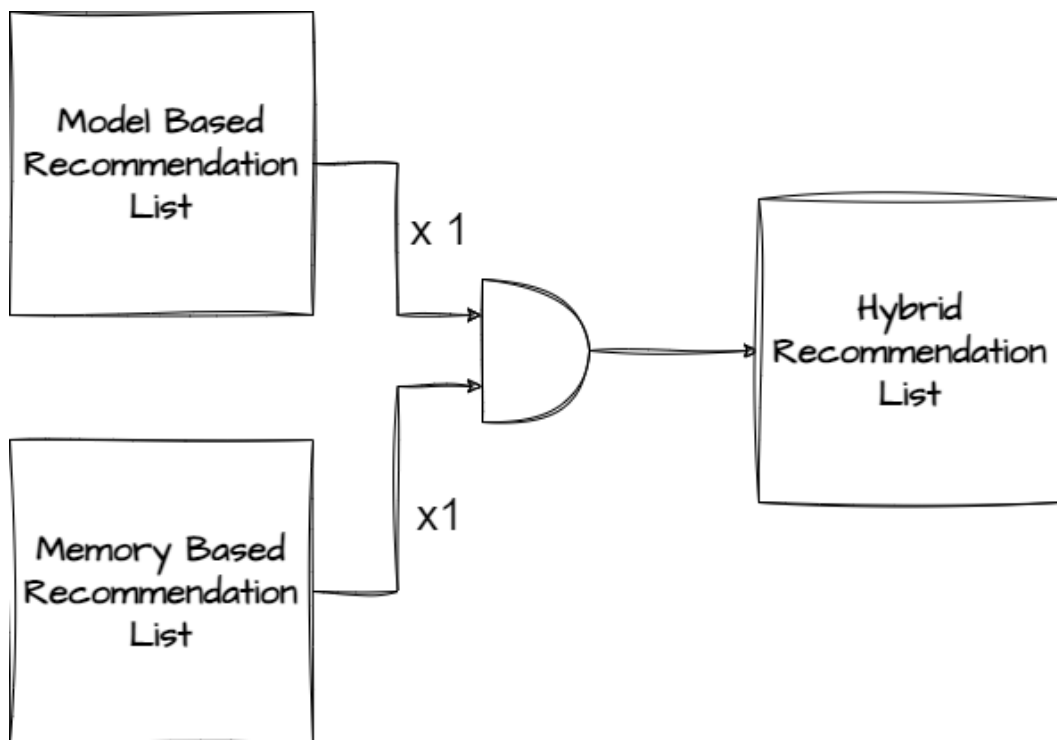 Model Based
Recommendation
List
x 1
Hybrid
Recommendation
List
x1
Memory Based
Recommendation
List